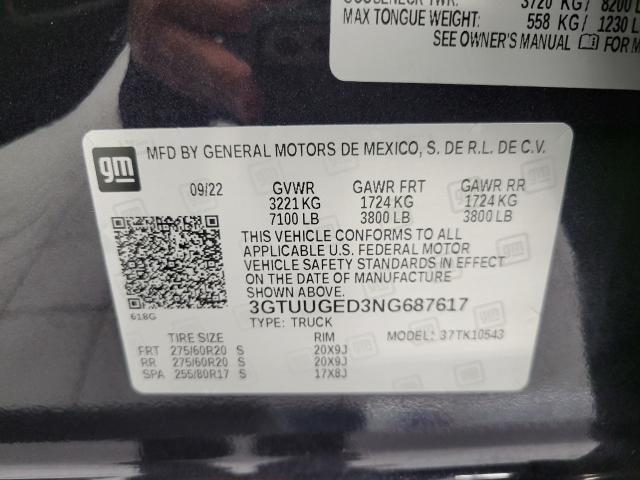 3720 KG / 8200 L
MAX TONGUE WEIGHT: 558 KG / 1230 L
SEE OWNER'S MANUAL FOR M
gm
MFD BY GENERAL MOTORS DE MEXICO, S. DE R.L. DE C.V.
09/22 GVWR GAWR FRT GAWR RR
3221 KG 1724 KG 1724 KG
7100 LB 3800 LB 3800 LB
THIS VEHICLE CONFORMS TO ALL
APPLICABLE U.S. FEDERAL MOTOR
VEHICLE SAFETY STANDARDS IN EFFECT
ON THE DATE OF MANUFACTURE
SHOWN ABOVE.
618G
3GTUUGED3NG687617
TYPE: TRUCK MODEL: 37TK10543
TIRE SIZE RIM
FRT 275/60R20 S 20X9J
RR 275/60R20 S 20X9J
SPA 255/80R17 S 17X8J